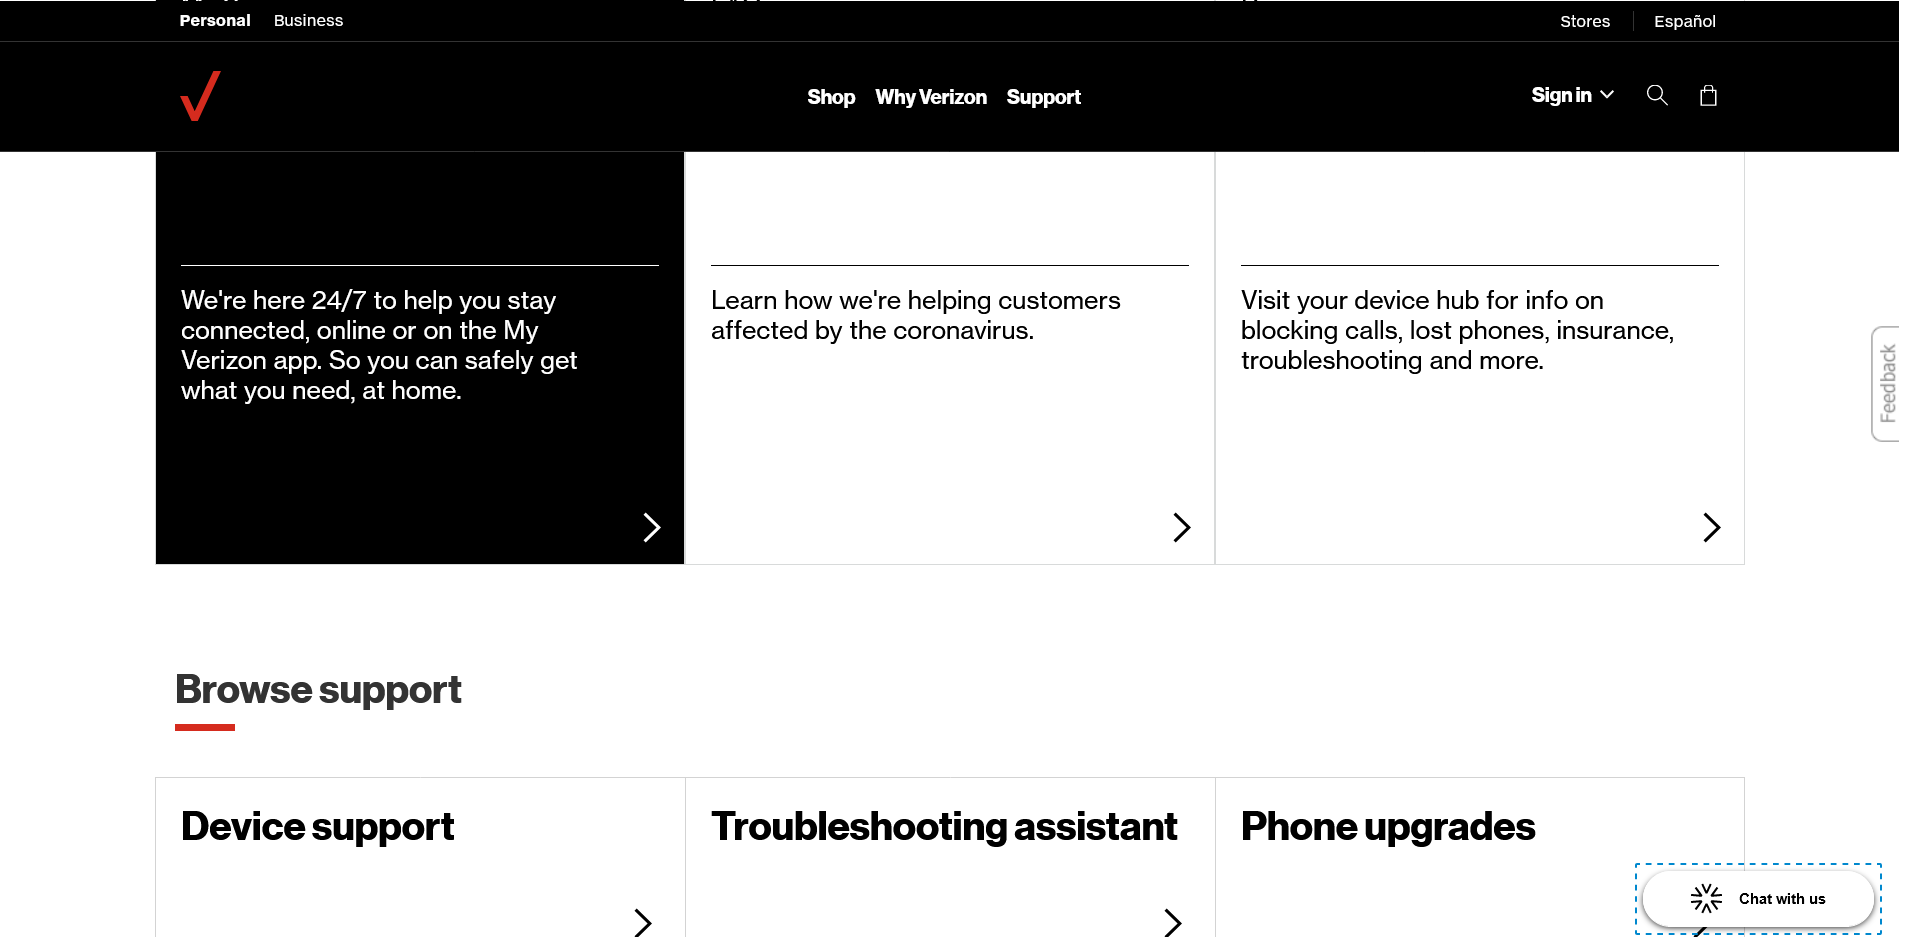 Personal Business
Stores Español
Shop Why Verizon Support
Sign in
We're here 24/7 to help you stay
connected, online or on the My
Verizon app. So you can safely get
what you need, at home.
Learn how we're helping customers
affected by the coronavirus.
Visit your device hub for info on
blocking calls, lost phones, insurance,
troubleshooting and more.
Feedback
Browse support
Device support
Troubleshooting assistant
Phone upgrades
Chat with us